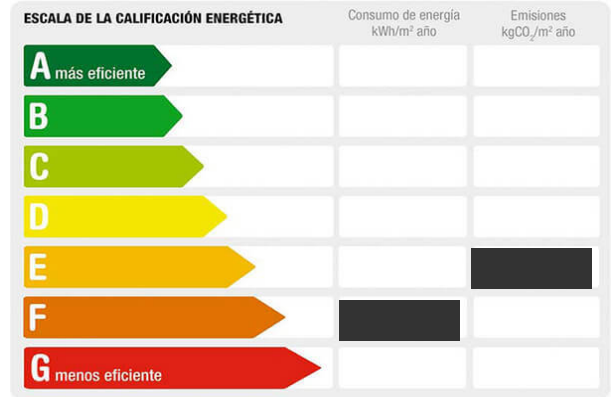 ESCALA DE LA CALIFICACIÓN ENERGÉTICA
Consumo de energía
kWh/m² año
Emisiones
kgCO₂/m² año
A más eficiente
B
C
D
E
F
G menos eficiente